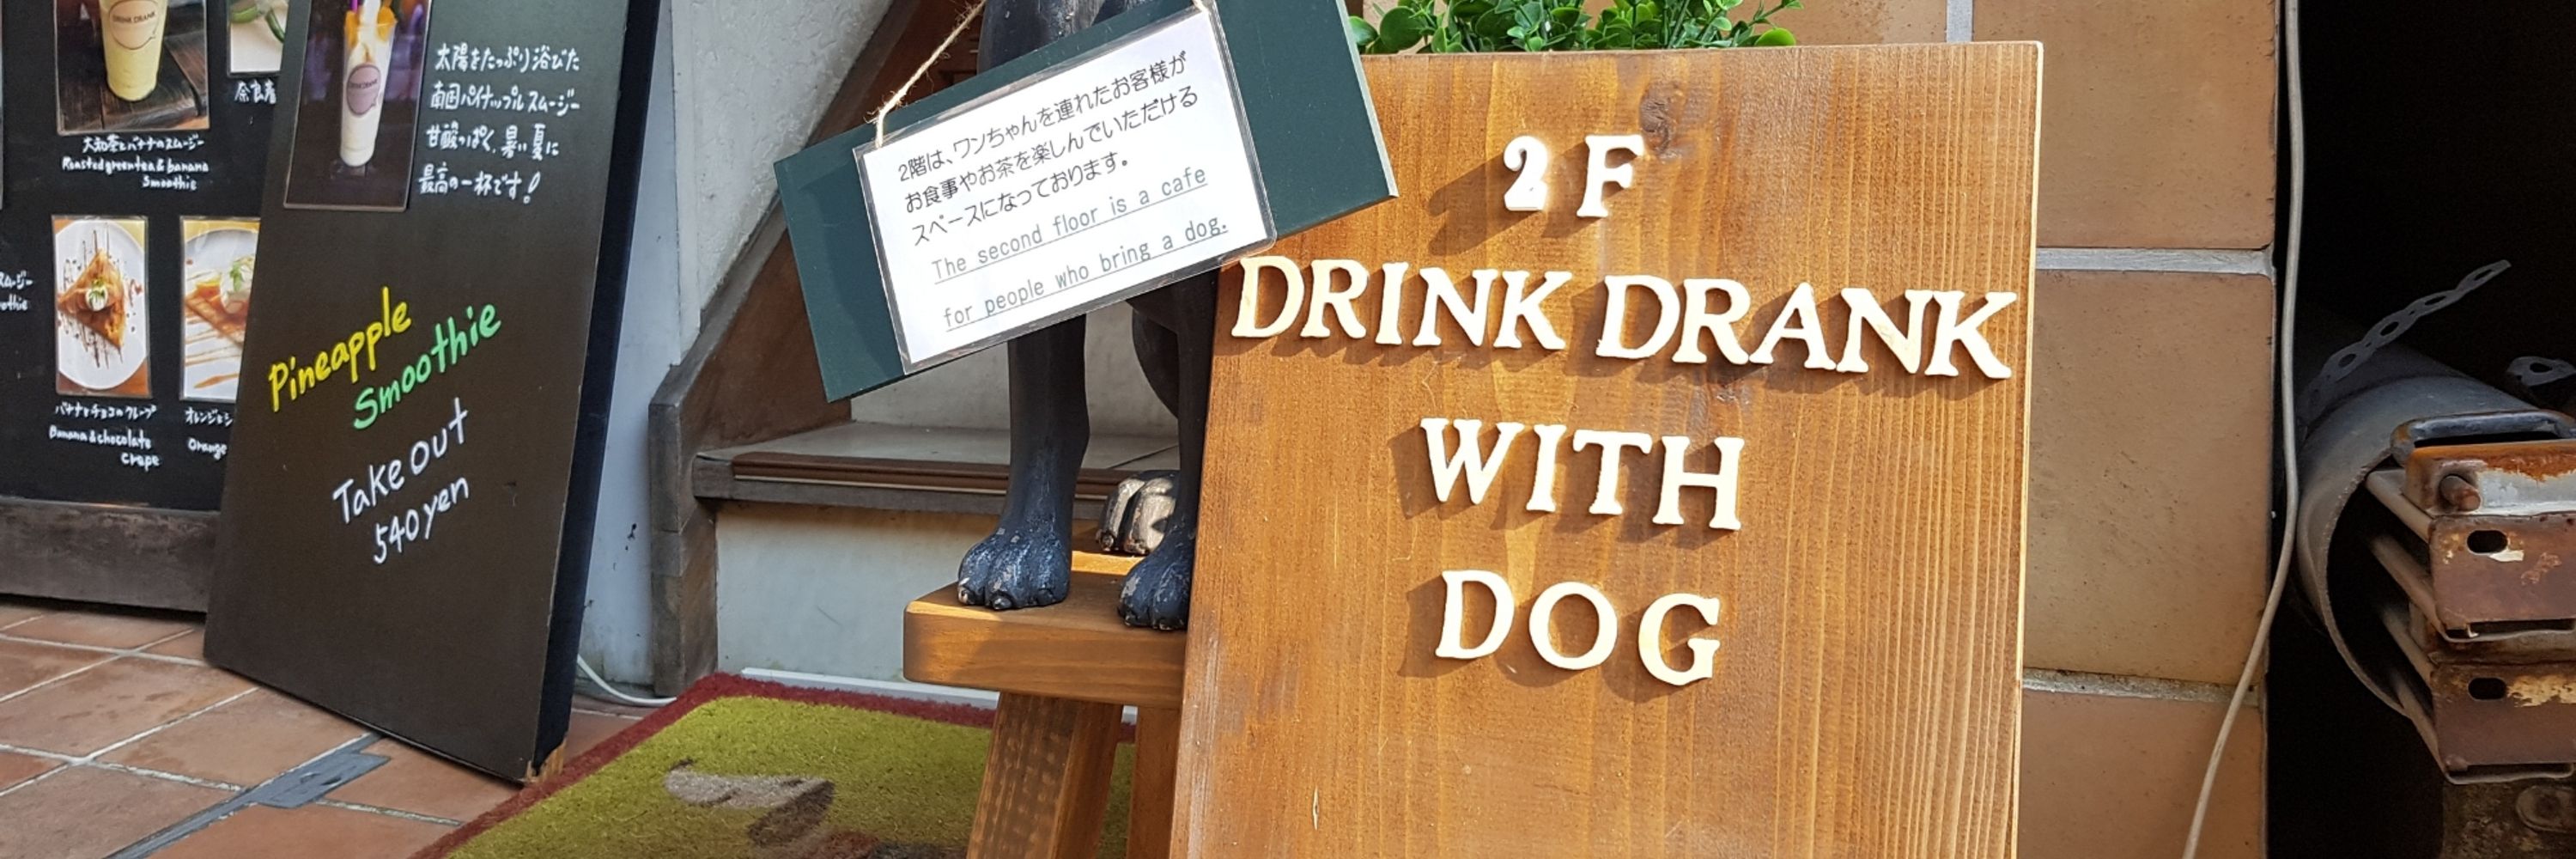 DRINK DRANK
大和茶とバナナのスムージー
Roasted green tea & banana
Smoothie
奈良産
バナナとチョコのクレープ
Banana & chocolate
Crepe
Orange
太陽をたっぷり浴びた
南国パイナップルスムージー
甘酸っぱく、暑い夏に
最高の一杯です!
Pineapple
Smoothie
Take out
540 yen
2階は、ワンちゃんを連れたお客様が
お食事やお茶を楽しんでいただける
スペースになっております。
The second floor is a cafe
for people who bring a dog.
2F
DRINK DRANK
WITH
DOG